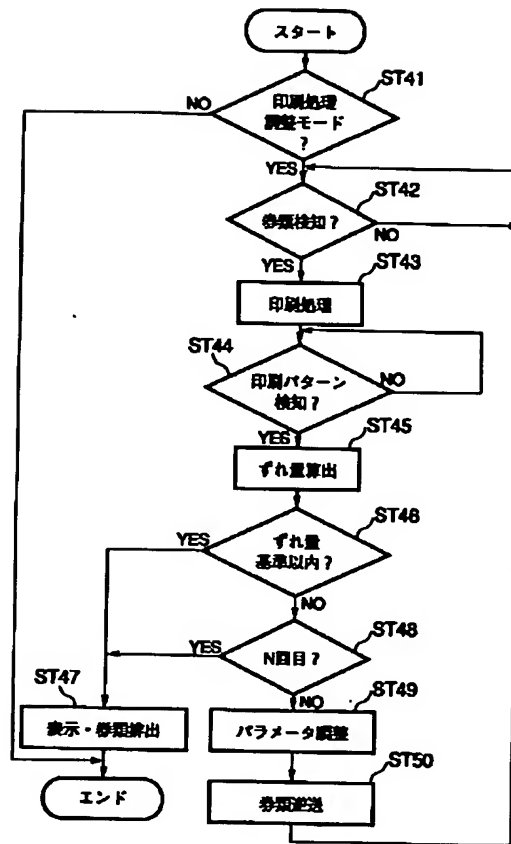 スタート
ST41
NO
印刷処理
調整モード
?
YES
ST42
券類検知?
NO
YES
ST43
印刷処理
ST44
印刷パターン
検知?
NO
YES
ST45
ずれ量算出
ST46
ずれ量
基準以内?
YES
NO
ST48
N回目?
YES
NO
ST47
表示・券類排出
ST49
パラメータ調整
エンド
ST50
券類逆送